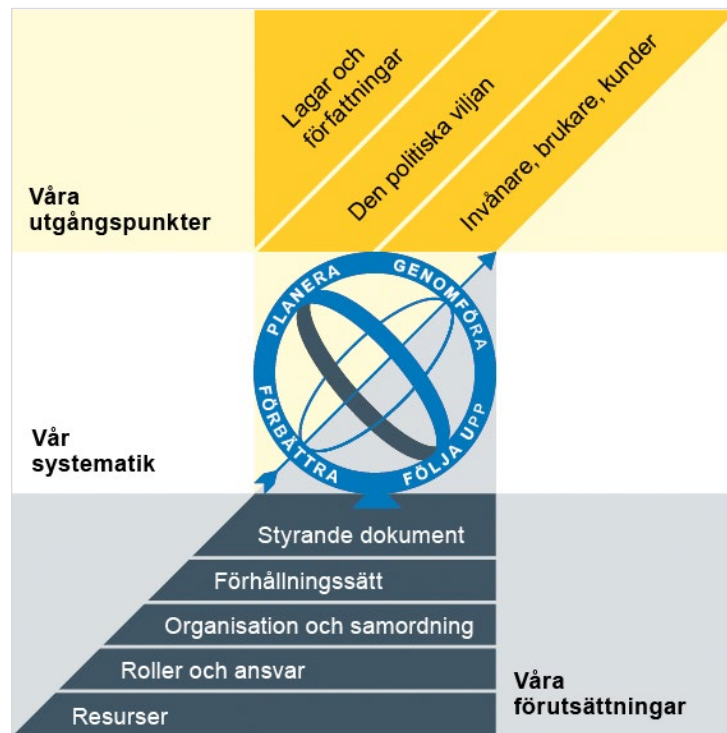 Lagar och
författningar
Den politiska viljan
Invånare, brukare, kunder
Våra
utgångspunkter
PLANERA
GENOMFÖRA
FÖRBÄTTRA
FÖLJA UPP
Vår
systematik
Styrande dokument
Förhållningssätt
Organisation och samordning
Roller och ansvar
Resurser
Våra
förutsättningar